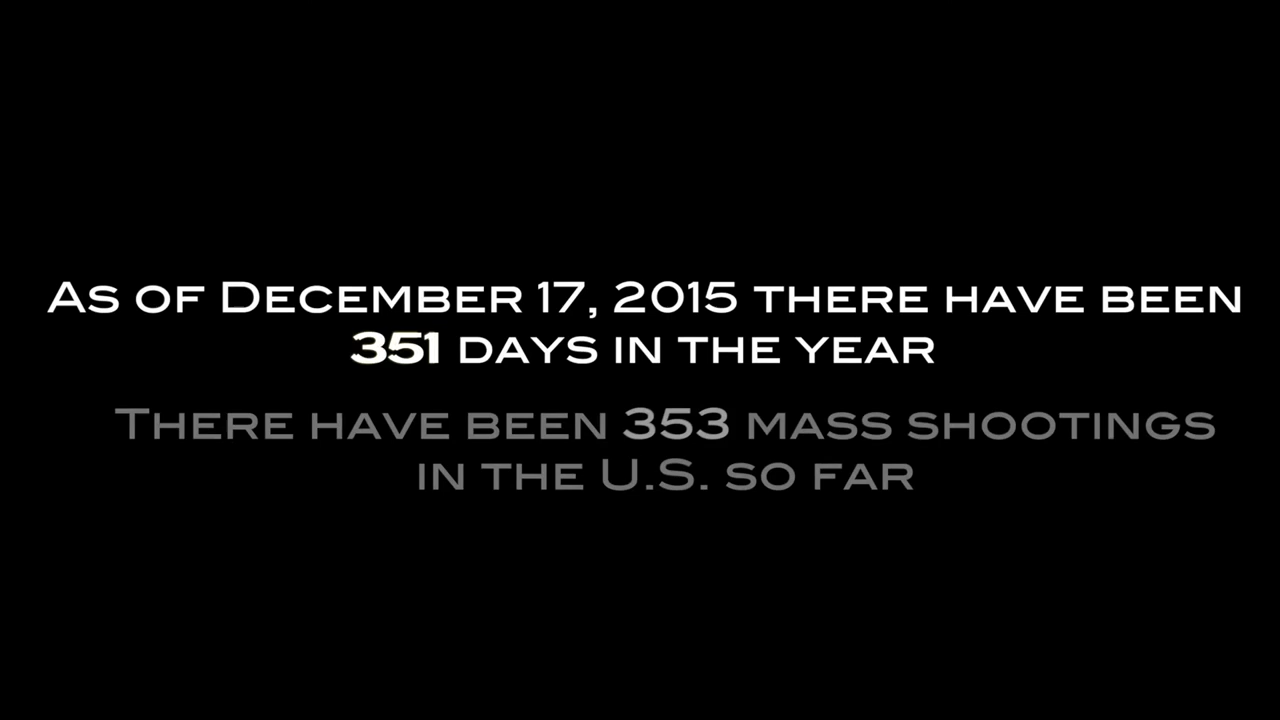 As of December 17, 2015 there have been
351 days in the year
There have been 353 mass shootings
in the U.S. so far